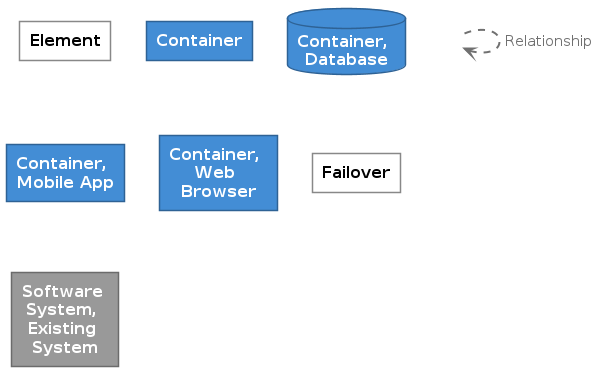 Element
Container
Container,
Database
Relationship
Container,
Mobile App
Container,
Web
Browser
Failover
Software
System,
Existing
System